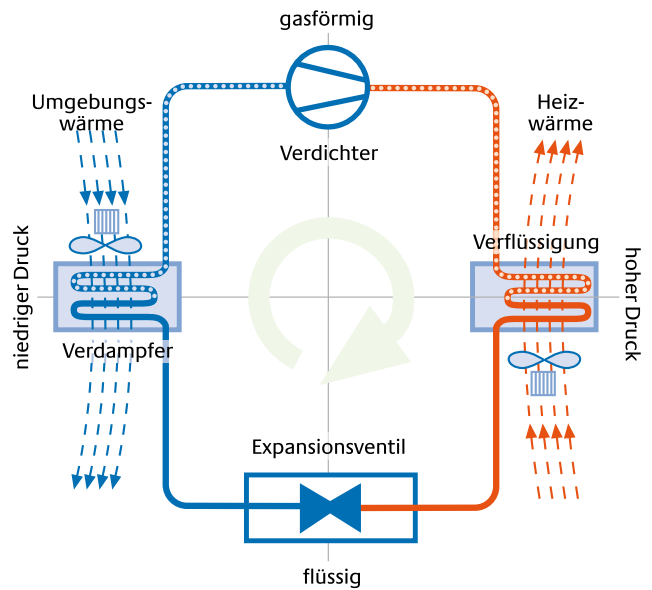 gasförmig
Umgebungs-
wärme
Heiz-
wärme
Verdichter
niedriger Druck
Verflüssigung
hoher Druck
Verdampfer
Expansionsventil
flüssig